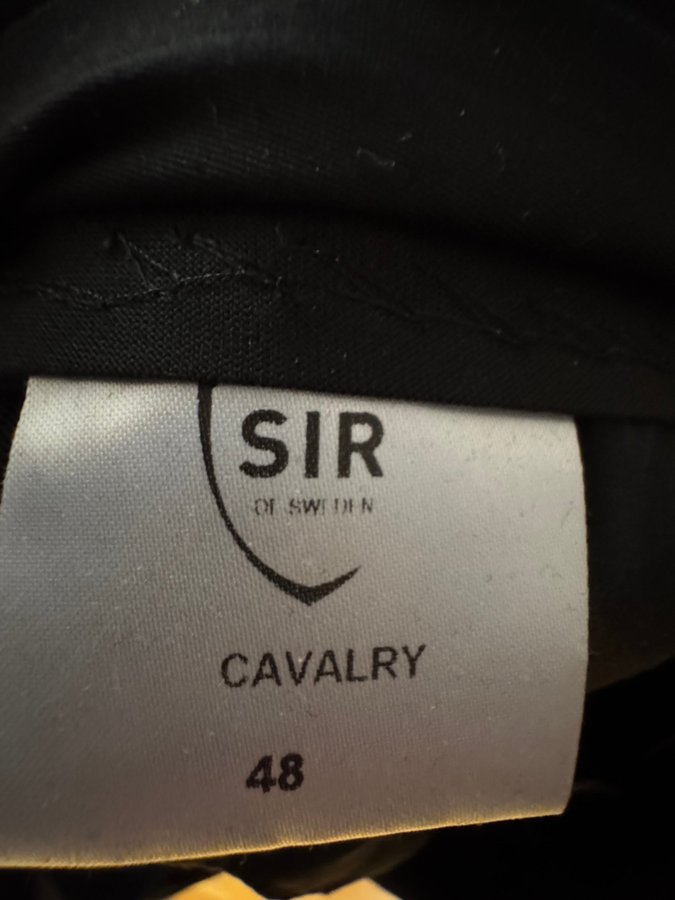 SIR
OF SWEDEN
CAVALRY
48